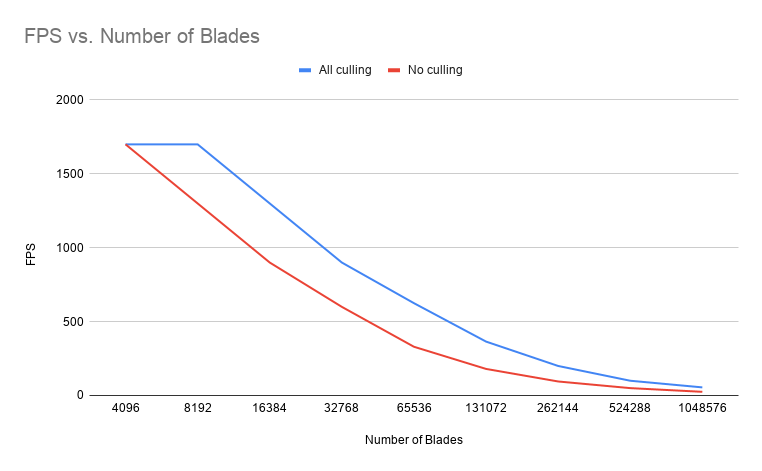 FPS vs. Number of Blades
All culling No culling
2000
1500
1000
500
0
FPS
4096 8192 16384 32768 65536 131072 262144 524288 1048576
Number of Blades